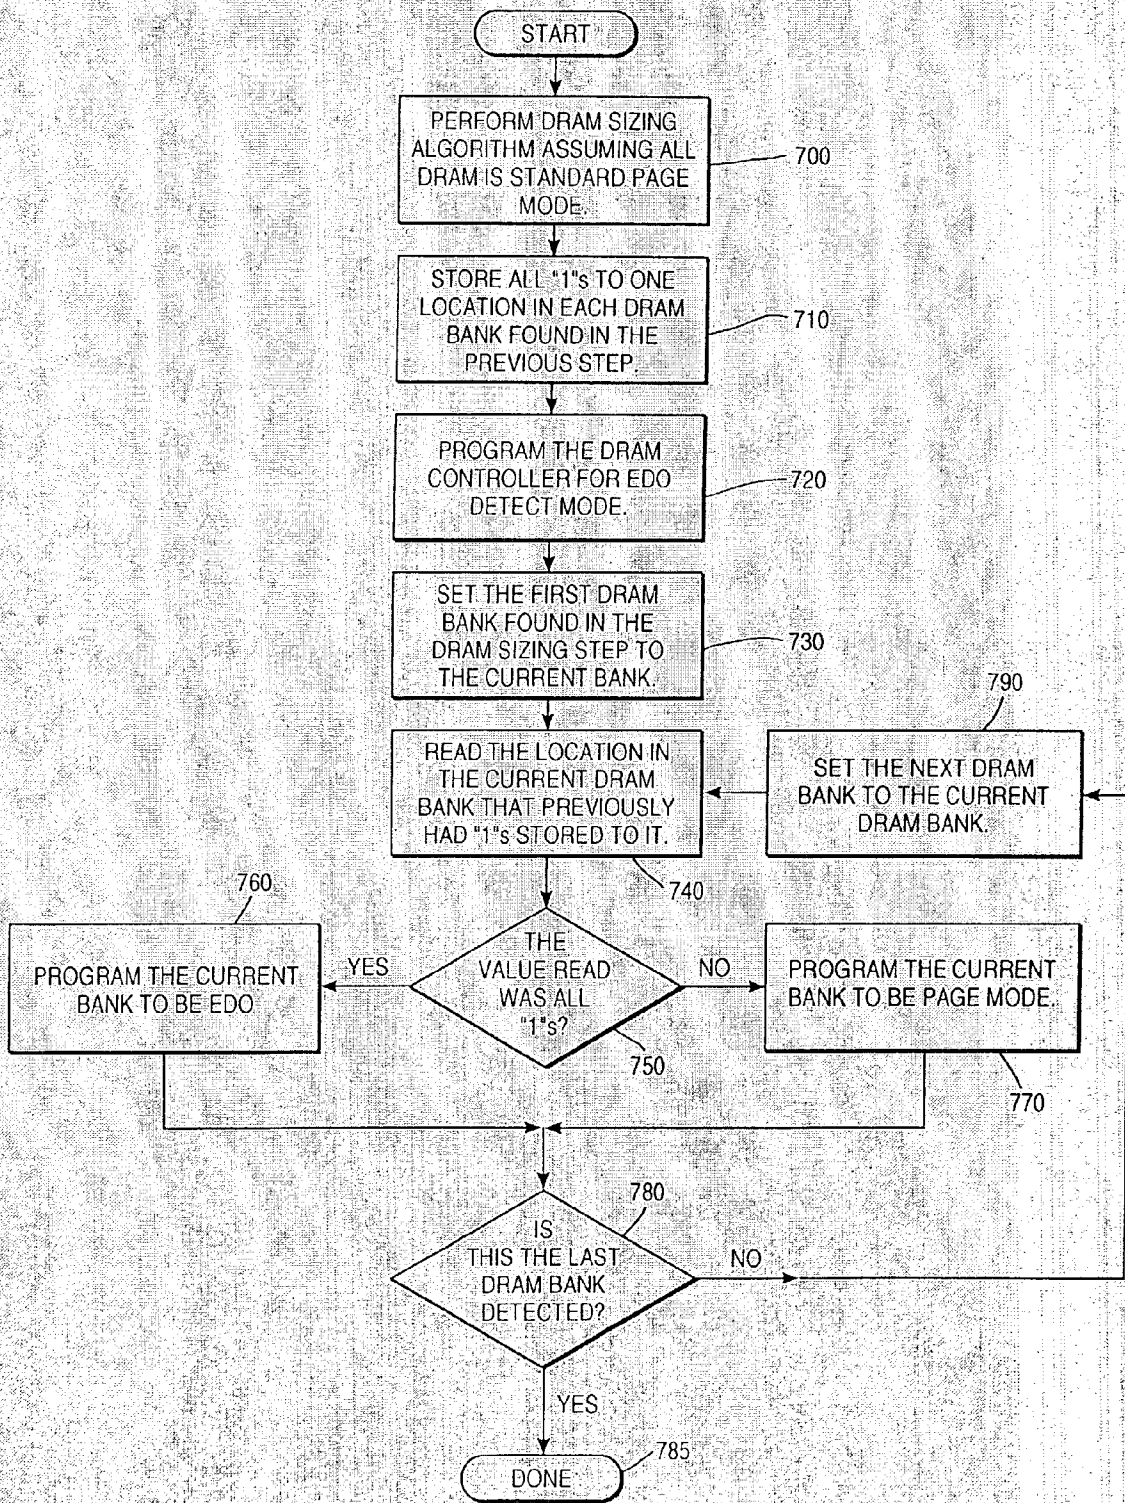 START
PERFORM DRAM SIZING
ALGORITHM ASSUMING ALL
DRAM IS STANDARD PAGE
MODE.
700
STORE ALL "1"s TO ONE
LOCATION IN EACH DRAM
BANK FOUND IN THE
PREVIOUS STEP.
710
PROGRAM THE DRAM
CONTROLLER FOR EDO
DETECT MODE.
720
SET THE FIRST DRAM
BANK FOUND IN THE
DRAM SIZING STEP TO
THE CURRENT BANK.
730
READ THE LOCATION IN
THE CURRENT DRAM
BANK THAT PREVIOUSLY
HAD "1"s STORED TO IT.
740
790
SET THE NEXT DRAM
BANK TO THE CURRENT
DRAM BANK.
760
PROGRAM THE CURRENT
BANK TO BE EDO
YES
THE
VALUE READ
WAS ALL
"1"s?
750
NO
PROGRAM THE CURRENT
BANK TO BE PAGE MODE.
770
780
IS
THIS THE LAST
DRAM BANK
DETECTED?
NO
YES
DONE
785